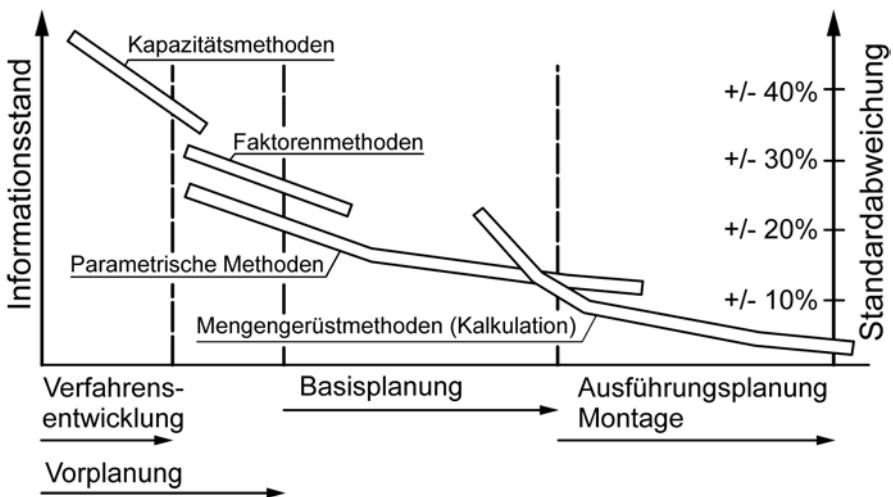 Informationsstand
Kapazitätsmethoden
Faktorenmethoden
Parametrische Methoden
Mengengerüstmethoden (Kalkulation)
+/- 40%
+/- 30%
+/- 20%
+/- 10%
Standardabweichung
Verfahrens-
entwicklung
Basisplanung
Ausführungsplanung
Montage
Vorplanung